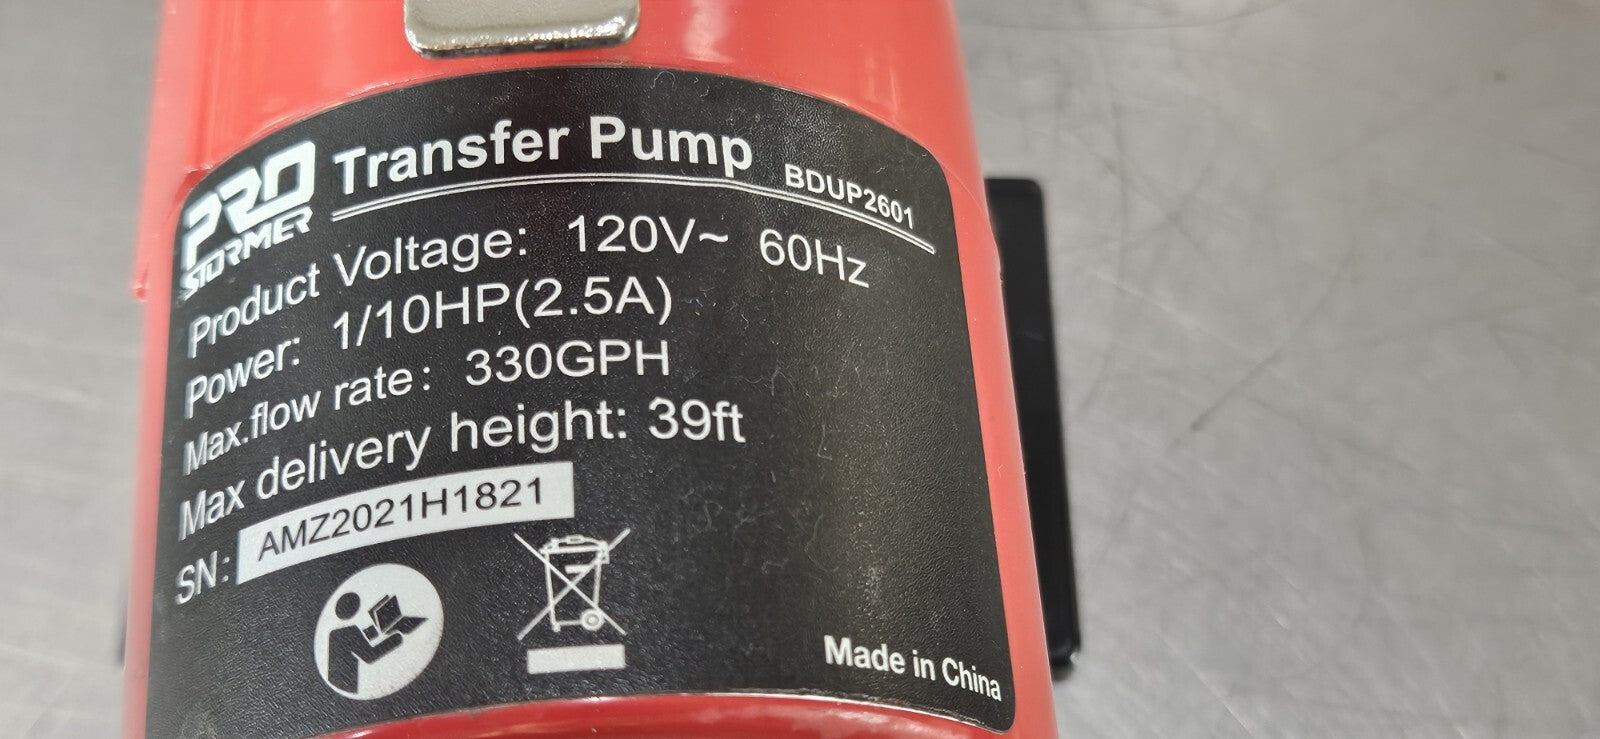 PRO
STORMER
Transfer Pump BDUP2601
Product Voltage: 120V~ 60Hz
Power: 1/10HP(2.5A)
Max.flow rate: 330GPH
Max delivery height: 39ft
SN: AMZ2021H1821
Made in China